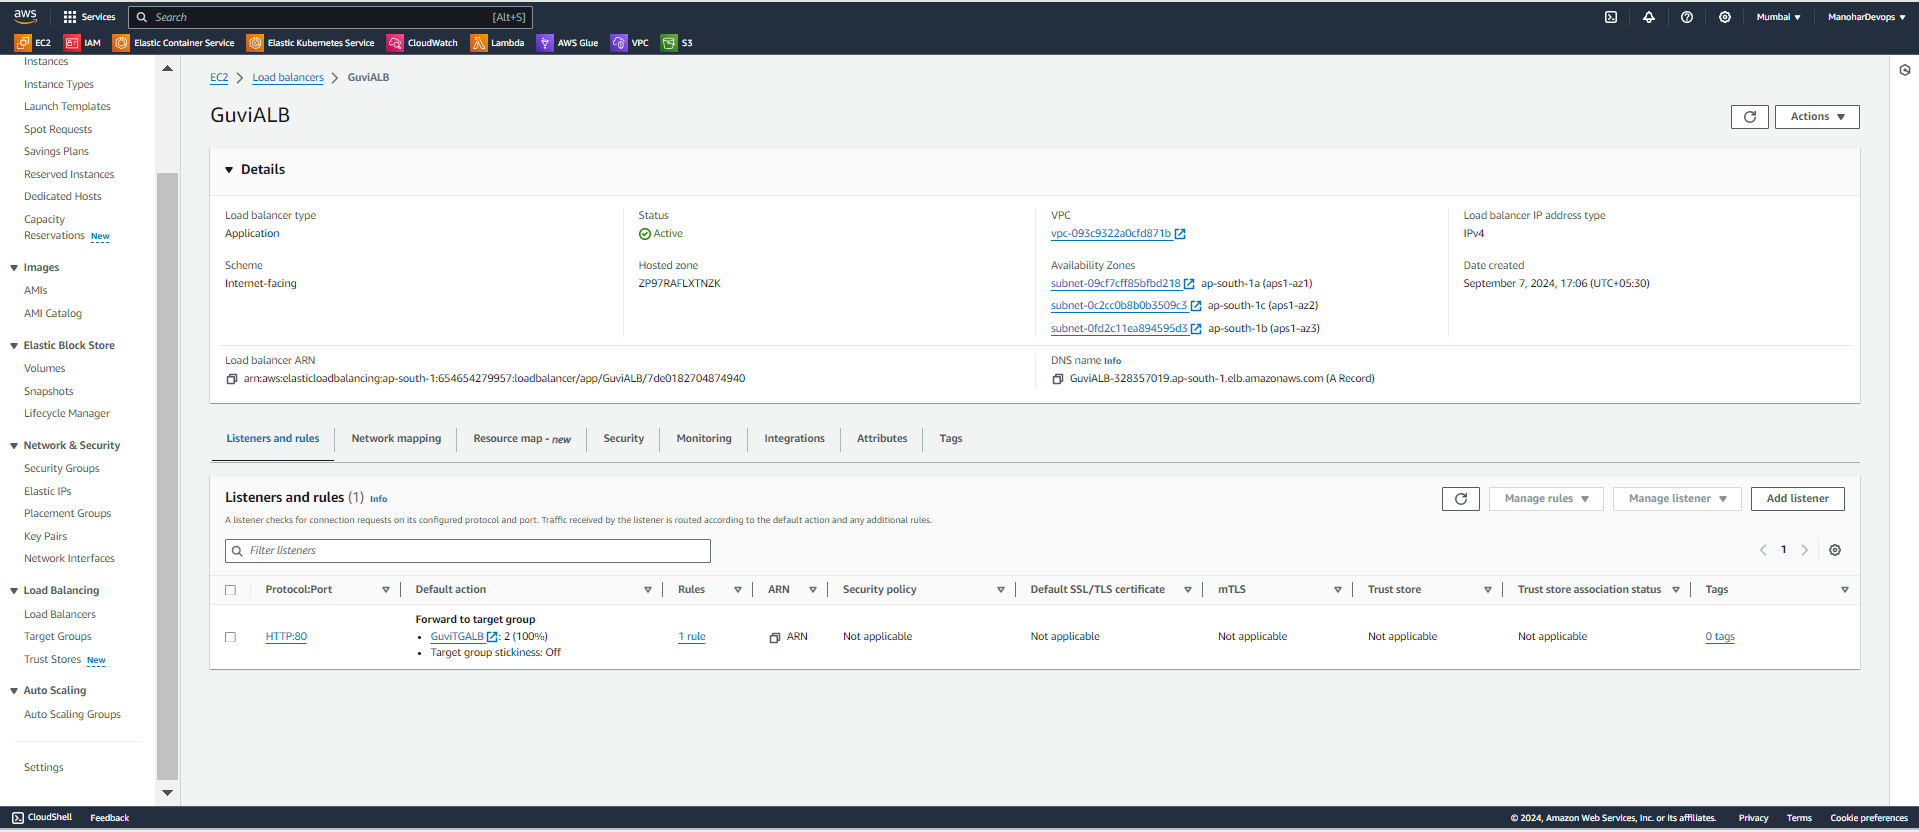 aws
Services
Search
[Alt+S]
Mumbai
ManoharDevops
EC2
IAM
Elastic Container Service
Elastic Kubernetes Service
CloudWatch
Lambda
AWS Glue
VPC
S3
Instances
Instance Types
Launch Templates
Spot Requests
Savings Plans
Reserved Instances
Dedicated Hosts
Capacity
Reservations New
Images
AMIs
AMI Catalog
Elastic Block Store
Volumes
Snapshots
Lifecycle Manager
Network & Security
Security Groups
Elastic IPs
Placement Groups
Key Pairs
Network Interfaces
Load Balancing
Load Balancers
Target Groups
Trust Stores New
Auto Scaling
Auto Scaling Groups
Settings
EC2 > Load balancers > GuviALB
GuviALB
Actions
Details
Load balancer type
Application
Status
Active
VPC
vpc-093c9322a0cfd871b
Load balancer IP address type
IPv4
Scheme
Internet-facing
Hosted zone
ZP97RAFLXTNZK
Availability Zones
subnet-09cf7cff85bfbd218 ap-south-1a (aps1-az1)
subnet-0c2cc0b8b0b3509c3 ap-south-1c (aps1-az2)
subnet-0fd2c11ea894595d3 ap-south-1b (aps1-az3)
Date created
September 7, 2024, 17:06 (UTC+05:30)
Load balancer ARN
arn:aws:elasticloadbalancing:ap-south-1:654654279957:loadbalancer/app/GuviALB/7de0182704874940
DNS name Info
GuviALB-328357019.ap-south-1.elb.amazonaws.com (A Record)
Listeners and rules
Network mapping
Resource map - new
Security
Monitoring
Integrations
Attributes
Tags
Listeners and rules (1) Info
Manage rules
Manage listener
Add listener
A listener checks for connection requests on its configured protocol and port. Traffic received by the listener is routed according to the default action and any additional rules.
Filter listeners
1
Protocol:Port
Default action
Rules
ARN
Security policy
Default SSL/TLS certificate
mTLS
Trust store
Trust store association status
Tags
HTTP:80
Forward to target group
• GuviTGALB : 2 (100%)
• Target group stickiness: Off
1 rule
ARN
Not applicable
Not applicable
Not applicable
Not applicable
Not applicable
0 tags
CloudShell
Feedback
© 2024, Amazon Web Services, Inc. or its affiliates.
Privacy
Terms
Cookie preferences